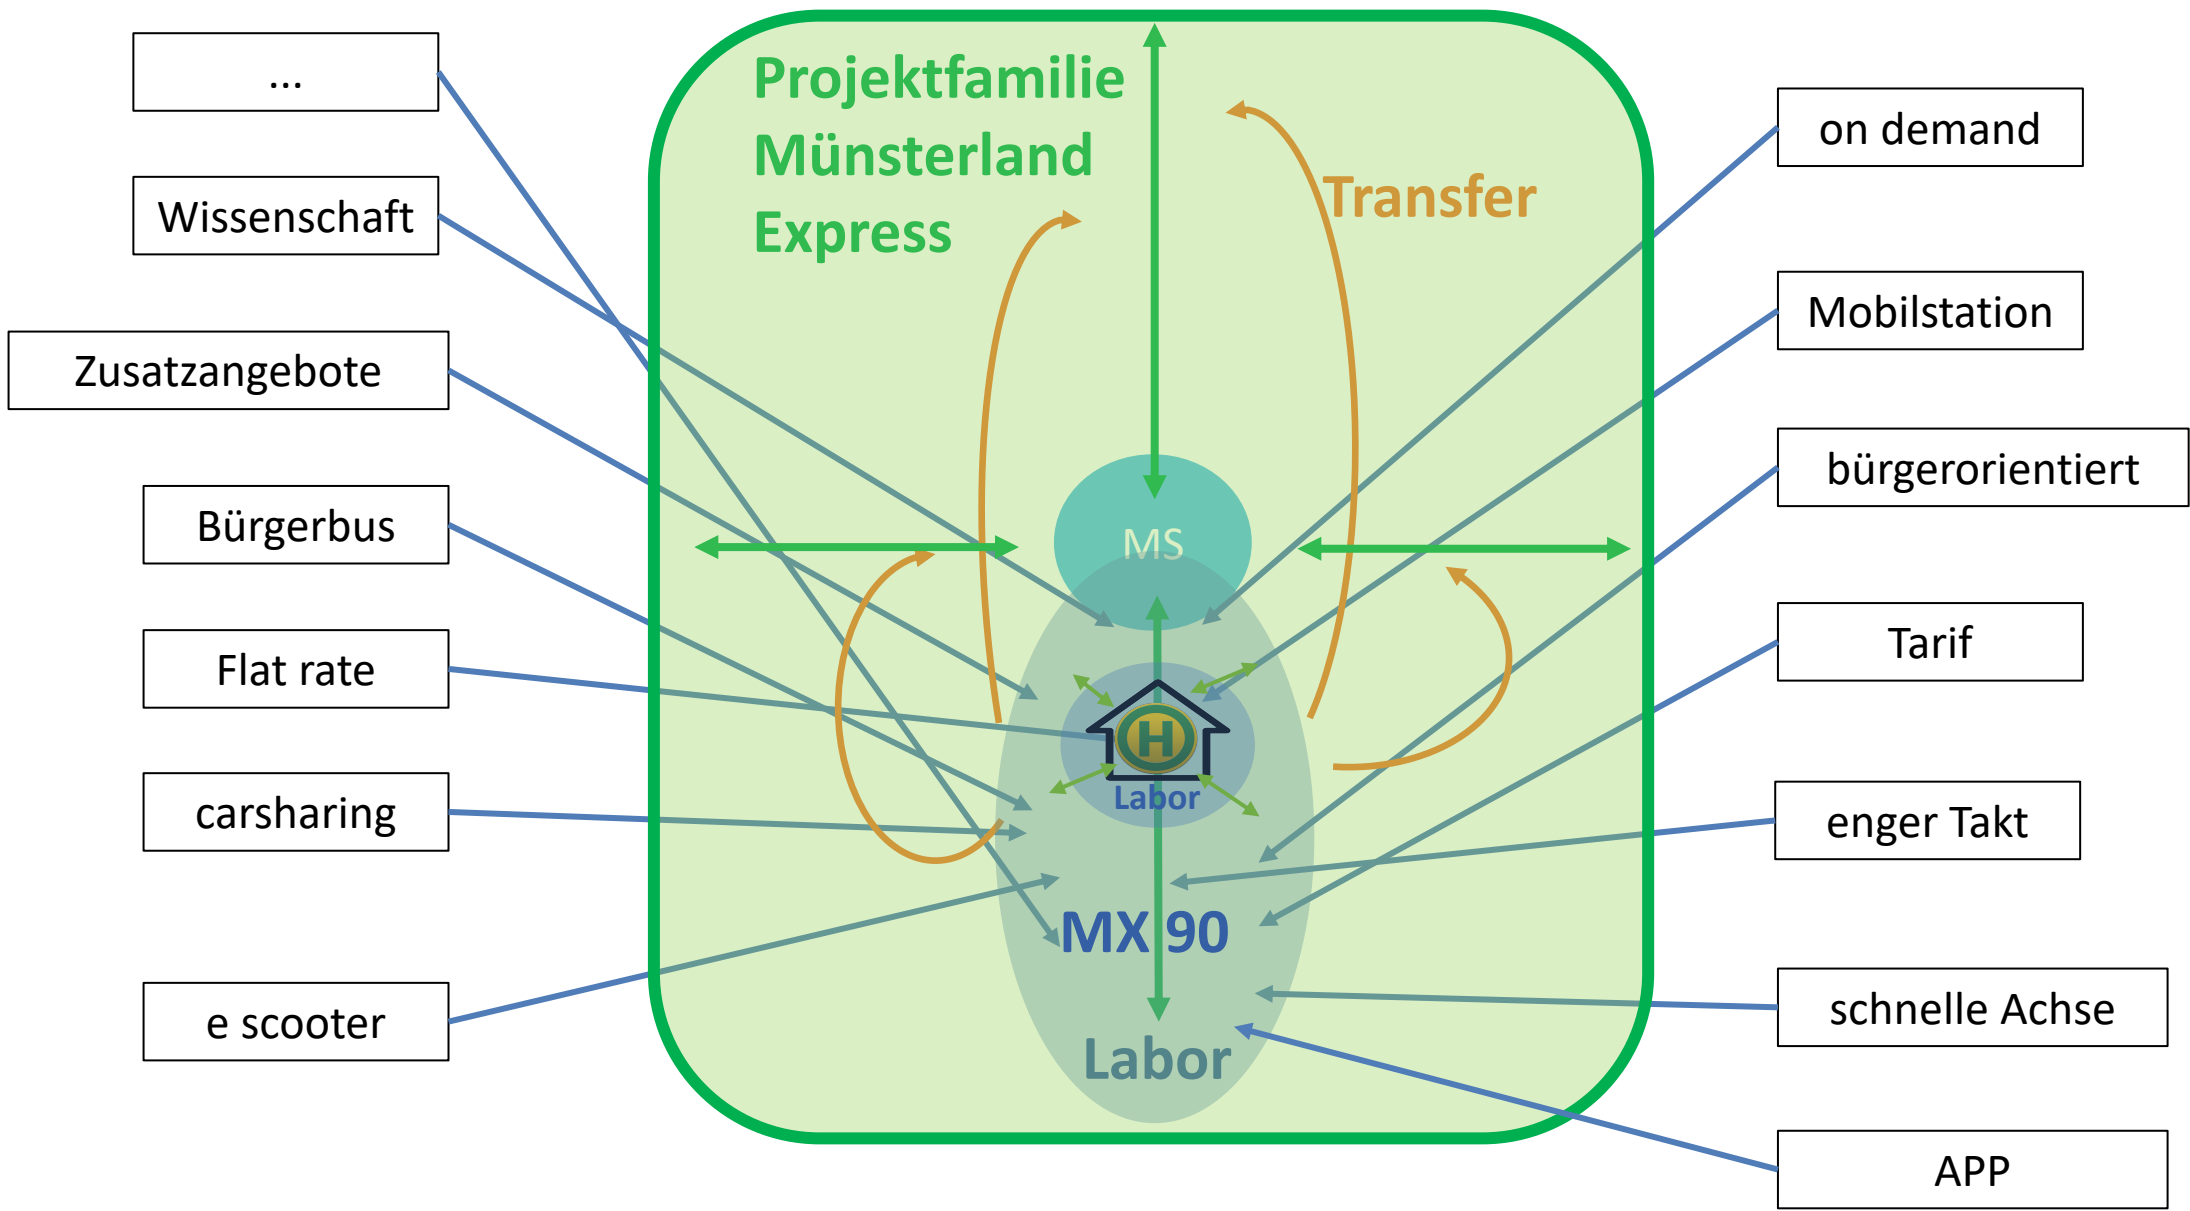 ...
Wissenschaft
Zusatzangebote
Bürgerbus
Flat rate
carsharing
e scooter
Projektfamilie
Münsterland
Express
Transfer
MS
H
Labor
MX 90
Labor
on demand
Mobilstation
bürgerorientiert
Tarif
enger Takt
schnelle Achse
APP